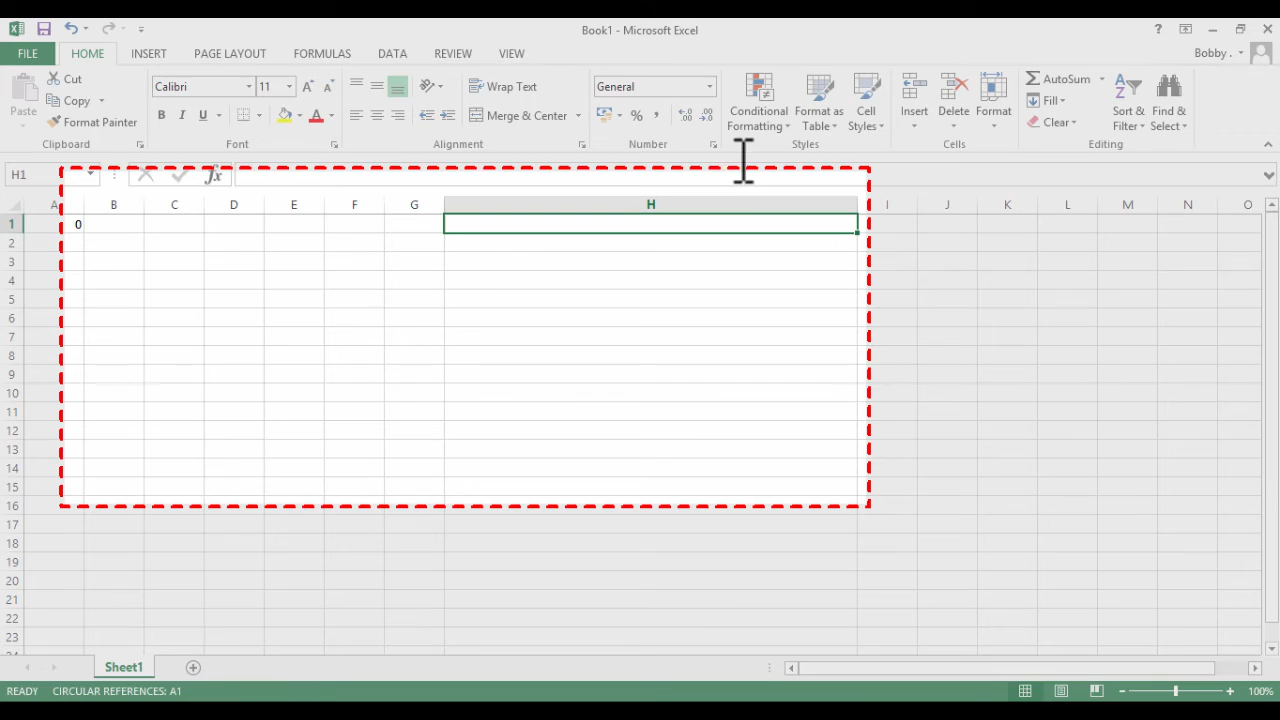 Book1 - Microsoft Excel
?
FILE HOME INSERT PAGE LAYOUT FORMULAS DATA REVIEW VIEW Bobby .
Paste
Cut
Copy
Format Painter
Clipboard
Calibri 11
B I U A
Font
Wrap Text
Merge & Center
Alignment
General
% ,
Number
Conditional Formatting
Format as Table
Cell Styles
Styles
Insert
Delete
Format
Cells
AutoSum
Fill
Clear
Sort & Filter
Find & Select
Editing
H1 fx
A B C D E F G H I J K L M N O
1 0
2
3
4
5
6
7
8
9
10
11
12
13
14
15
16
17
18
19
20
21
22
23
24
Sheet1
READY CIRCULAR REFERENCES: A1 100%